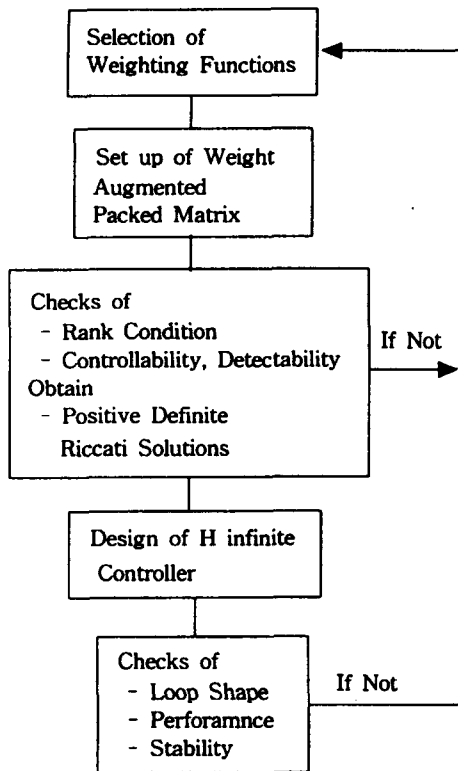 Selection of
Weighting Functions
Set up of Weight
Augmented
Packed Matrix
Checks of
- Rank Condition
- Controllability, Detectability
Obtain
- Positive Definite
Riccati Solutions
If Not
Design of H infinite
Controller
Checks of
- Loop Shape
- Perforamnce
- Stability
If Not